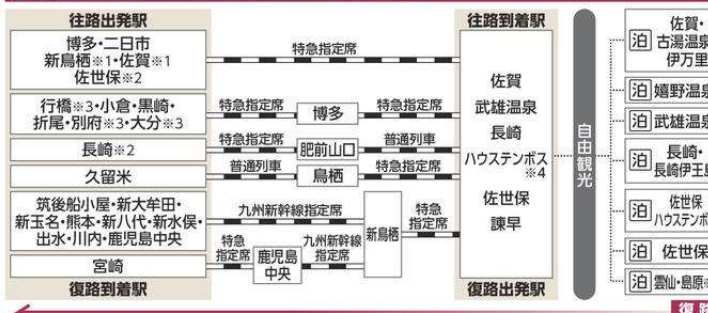 往路出発駅
博多・二日市
新鳥栖※1・佐賀※1
佐世保※2
行橋※3・小倉・黒崎・
折尾・別府※3・大分※3
長崎※2
久留米
筑後船小屋・新大牟田・
新玉名・熊本・新八代・新水俣・
出水・川内・鹿児島中央
宮崎
復路到着駅
特急指定席
特急指定席
博多
特急指定席
特急指定席
肥前山口
普通列車
普通列車
鳥栖
特急指定席
九州新幹線指定席
特急
指定席
鹿児島
中央
九州新幹線
指定席
新鳥栖
特急
指定席
往路到着駅
佐賀
武雄温泉
長崎
ハウステンボス
※4
佐世保
諫早
復路出発駅
自由観光
泊
佐賀・
古湯温泉
伊万里
泊 嬉野温泉
泊 武雄温泉
泊
長崎・
長崎伊王島
泊
佐世保
ハウステンボ
泊 佐世保
泊 雲仙・島原
復路